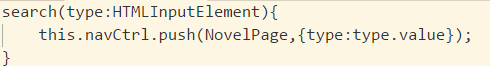 search(type:HTMLInputElement){
    this.navCtrl.push(NovelPage,{type:type.value});
}